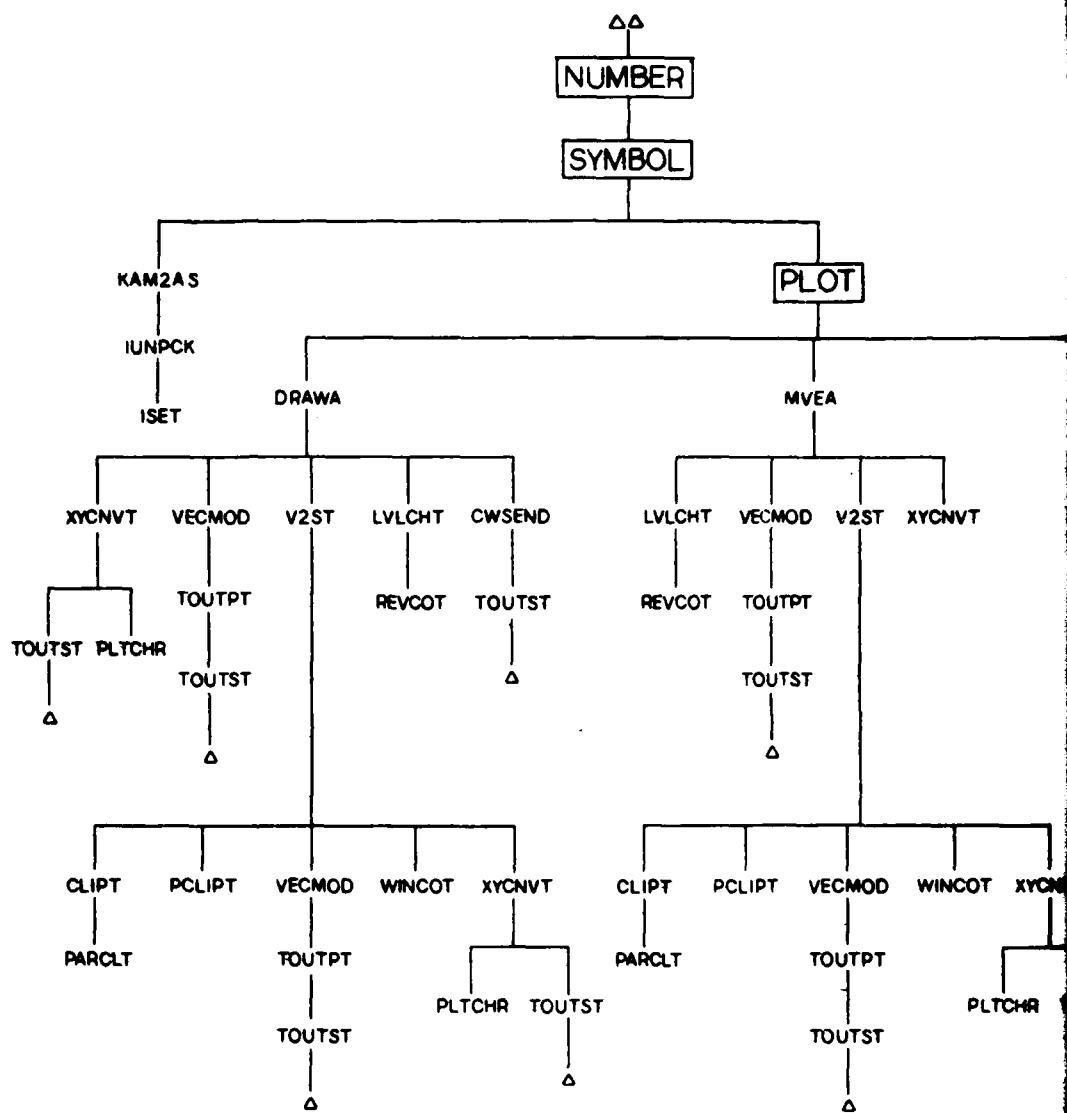 NUMBER
SYMBOL
KAM2AS
PLOT
IUNPCK
ISET
DRAWA
MVEA
XYCNVT VECMOD V2ST LVLCHT CWSEND LVLCHT VECMOD V2ST XYCNVT
TOUTPT REVCOT TOUTST REVCOT TOUTPT
TOUTST PLTCHR
TOUTST TOUTST
CLIPT PCLIPT VECMOD WINCOT XYCNVT CLIPT PCLIPT VECMOD WINCOT
PARCLT TOUTPT PARCLT TOUTPT
PLTCHR TOUTST PLTCHR
TOUTST TOUTST